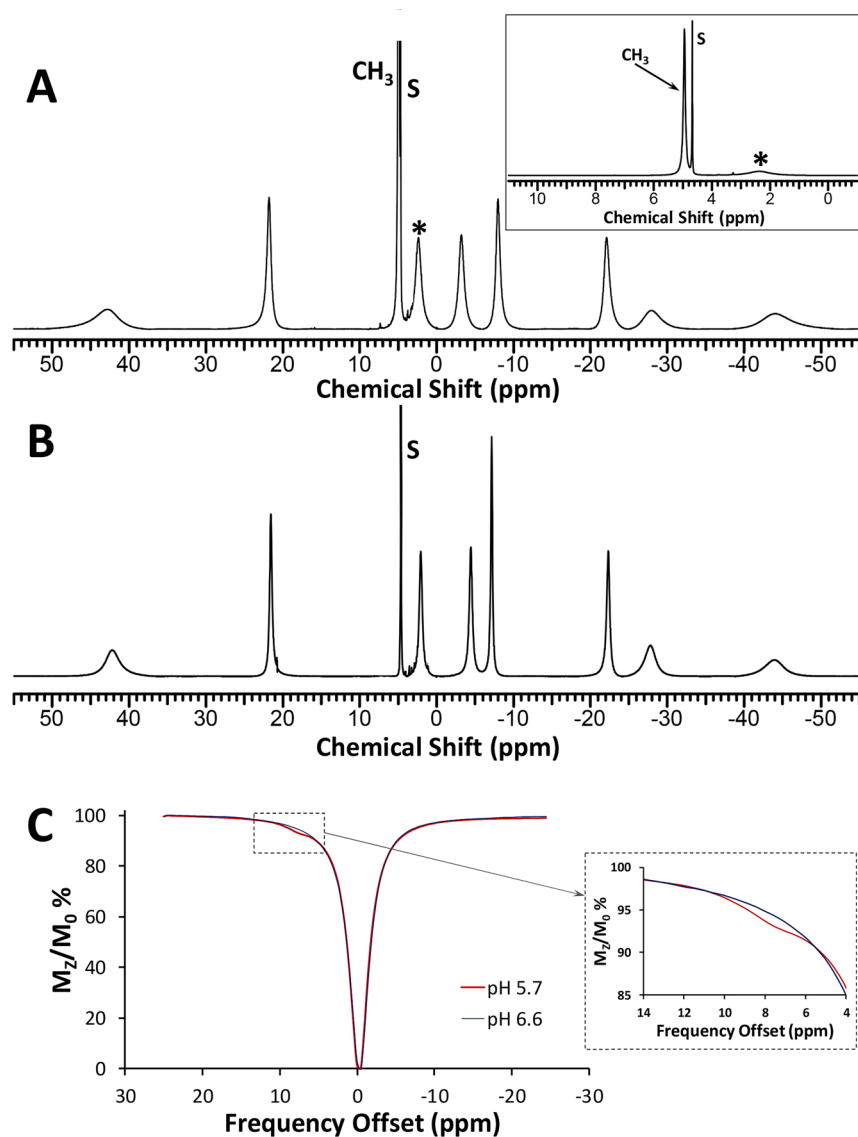 A
CH3
S
*
50 40 30 20 10 0 -10 -20 -30 -40 -50
Chemical Shift (ppm)
CH3
S
*
10 8 6 4 2 0
Chemical Shift (ppm)
B
S
50 40 30 20 10 0 -10 -20 -30 -40 -50
Chemical Shift (ppm)
C
MZ/M0 %
100
80
60
40
20
0
30 20 10 0 -10 -20 -30
Frequency Offset (ppm)
pH 5.7
pH 6.6
MZ/M0 %
100
95
90
85
14 12 10 8 6 4
Frequency Offset (ppm)